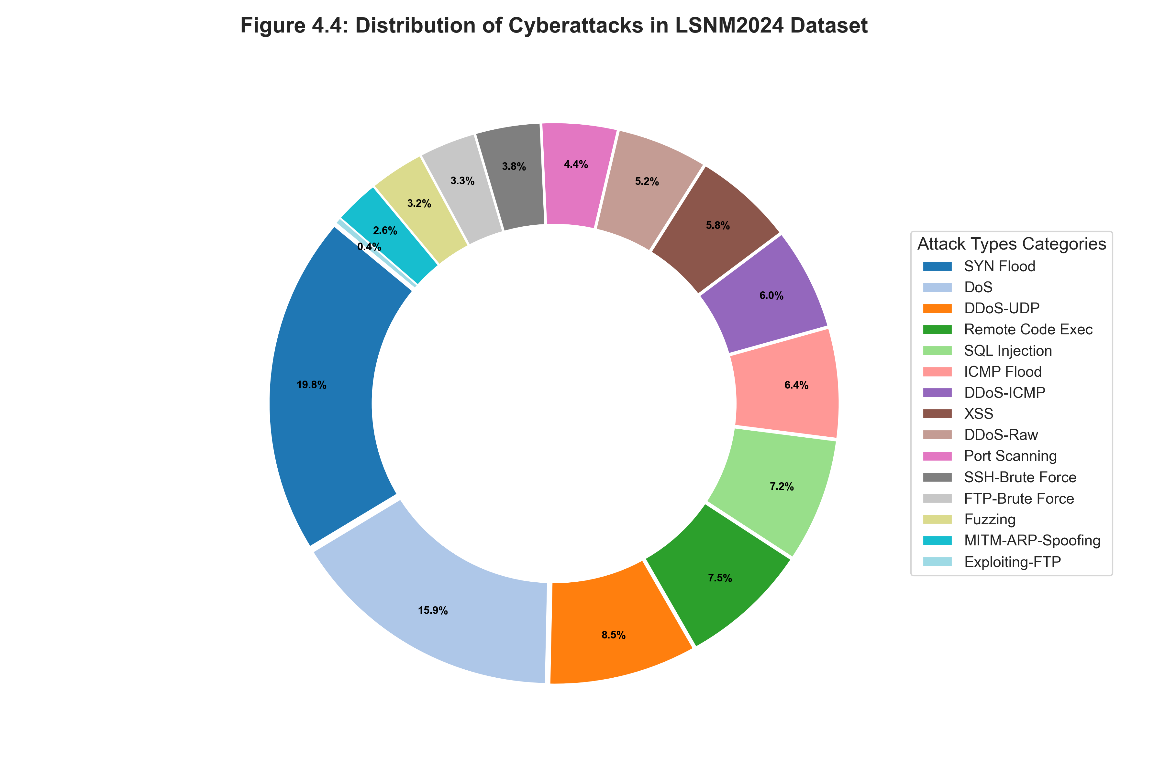 Figure 4.4: Distribution of Cyberattacks in LSNM2024 Dataset
4.4%
3.8%
5.2%
3.3%
3.2%
5.8%
2.6%
0.4%
6.0%
19.8%
6.4%
7.2%
7.5%
15.9%
8.5%
Attack Types Categories
SYN Flood
DoS
DDoS-UDP
Remote Code Exec
SQL Injection
ICMP Flood
DDoS-ICMP
XSS
DDoS-Raw
Port Scanning
SSH-Brute Force
FTP-Brute Force
Fuzzing
MITM-ARP-Spoofing
Exploiting-FTP